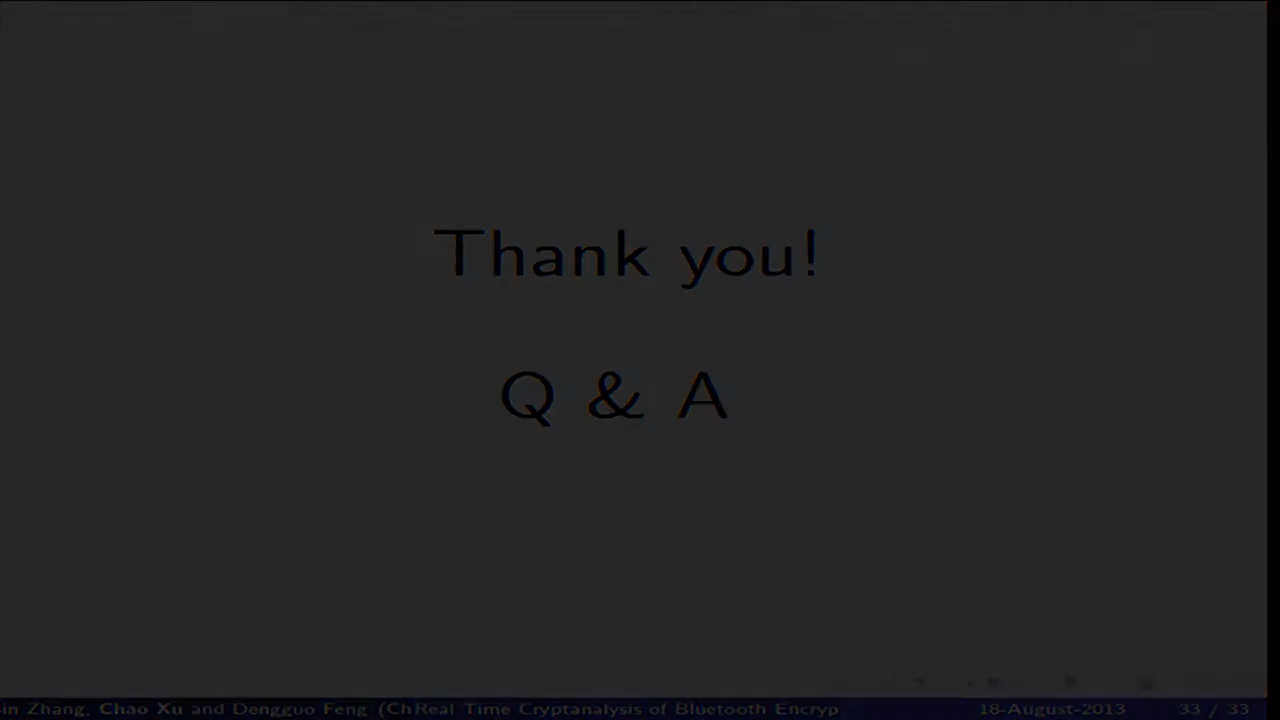 Thank you!
Q & A
in Zhang, Chao Xu and Dengguo Feng (Ch Real Time Cryptanalysis of Bluetooth Encryp 18-August-2013 33 / 33